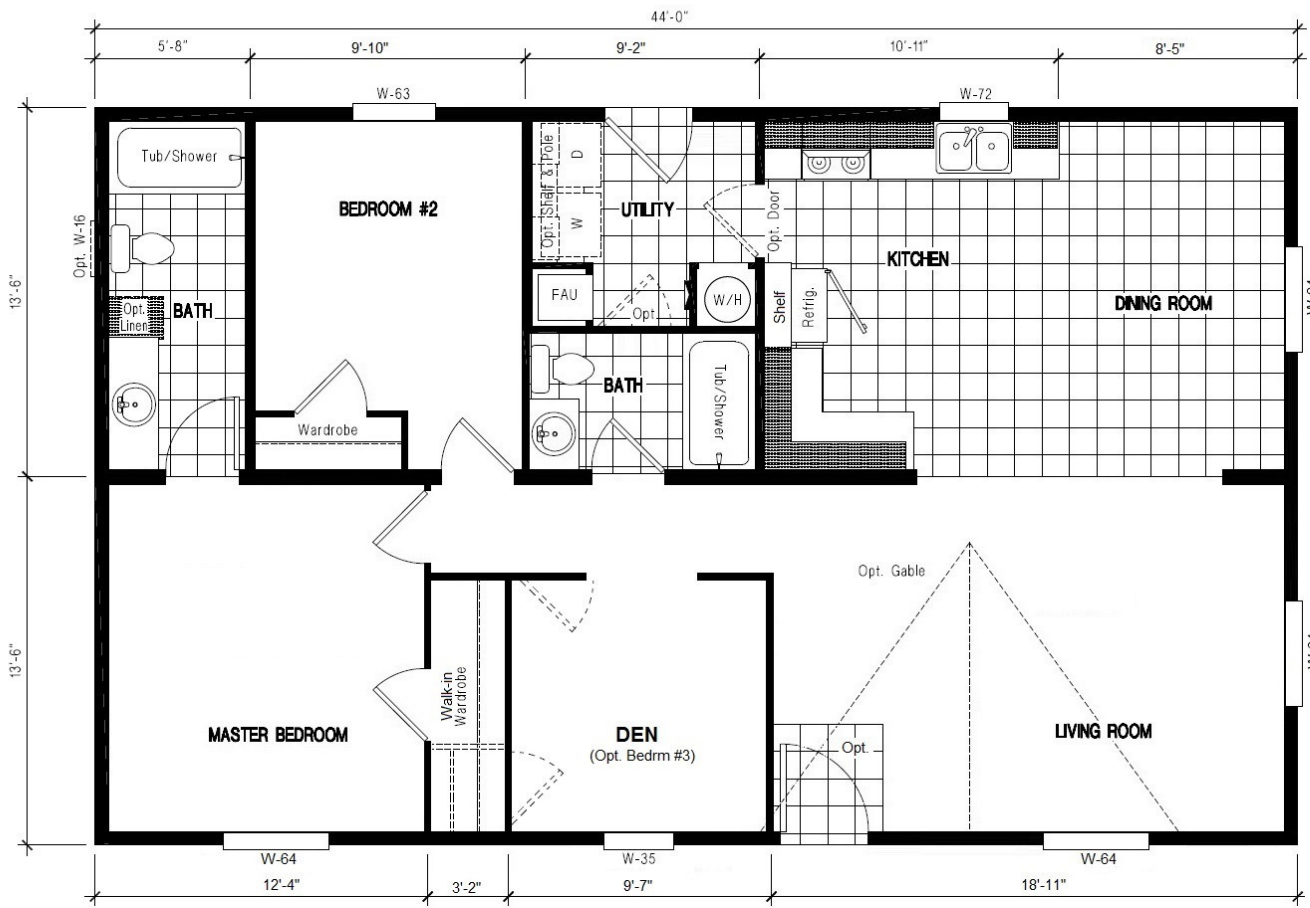 44'-0"
5'-8"
9'-10"
9'-2"
10'-11"
8'-5"
W-63
W-72
Tub/Shower
BEDROOM #2
Opt. Shelf & Pole
D
W
UTILITY
Opt. Door
Opt. W-16
13'-6"
KITCHEN
BATH
Opt.
Linen
FAU
Opt.
W/H
Shelf
Refrig.
DINING ROOM
BATH
Tub/Shower
Wardrobe
Opt. Gable
13'-6"
Walk-in
Wardrobe
MASTER BEDROOM
DEN
(Opt. Bedrm #3)
Opt.
LIVING ROOM
W-64
W-35
W-64
12'-4"
3'-2"
9'-7"
18'-11"